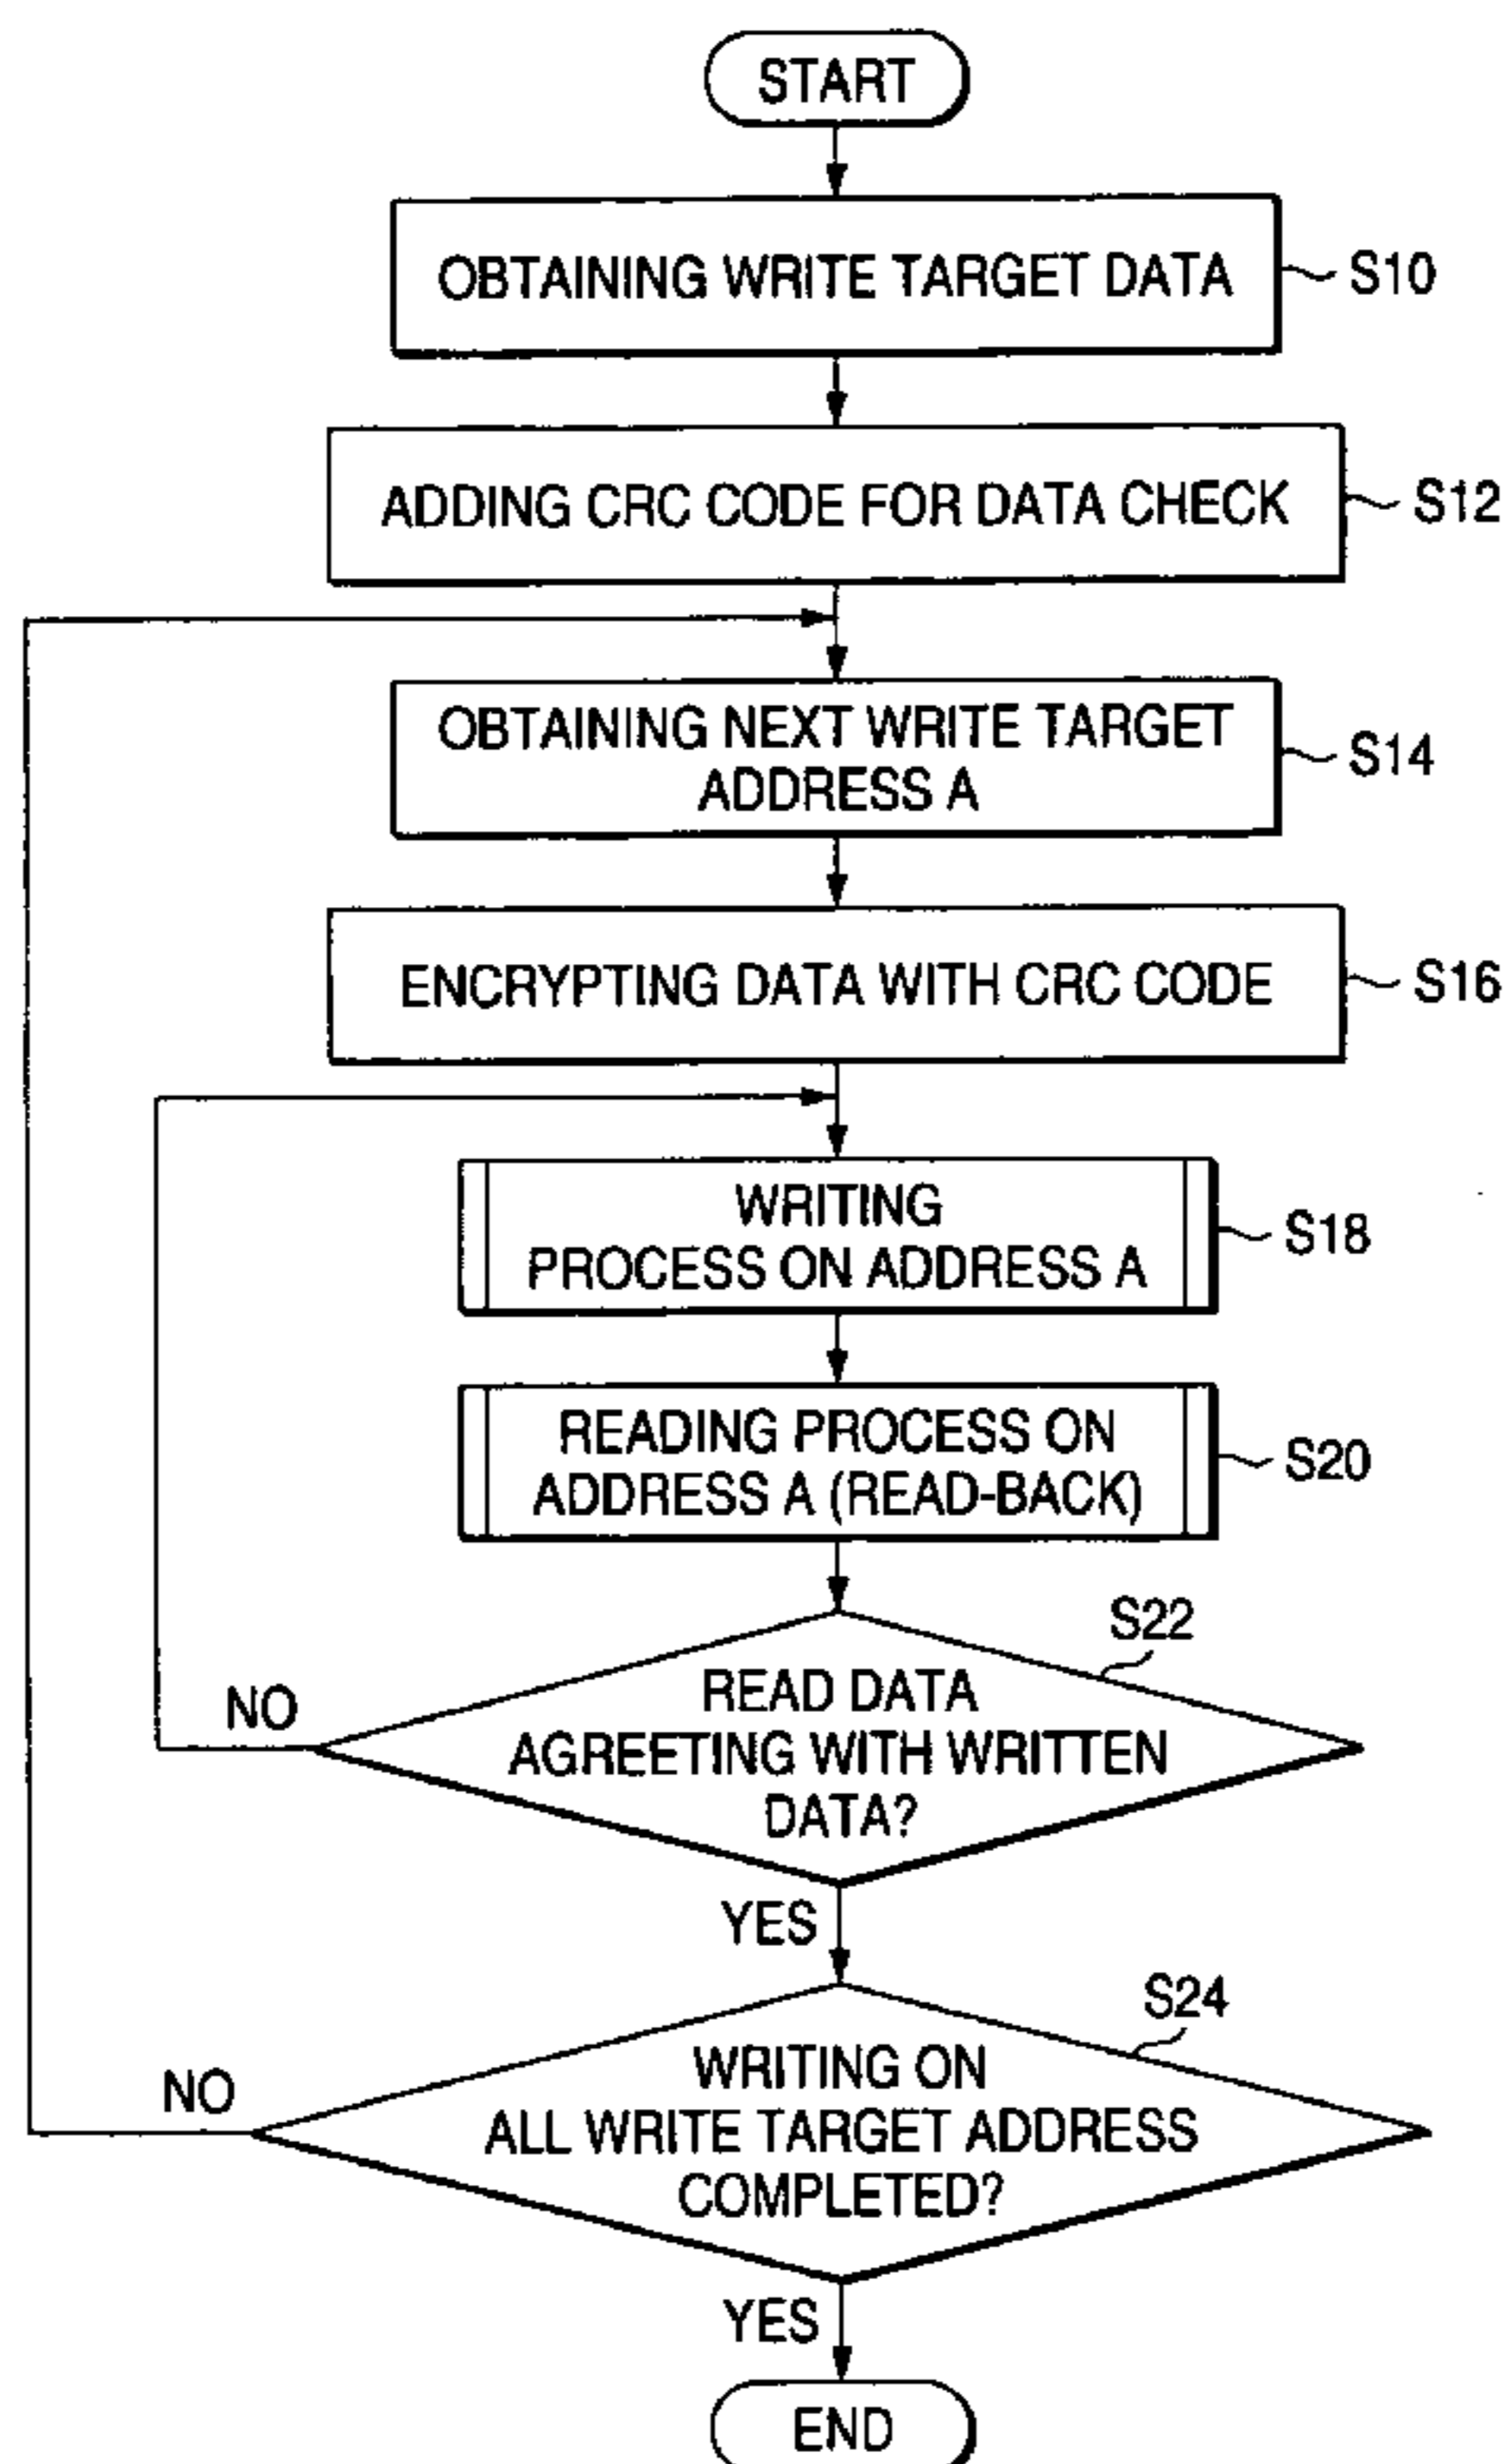 START
OBTAINING WRITE TARGET DATA
S10
ADDING CRC CODE FOR DATA CHECK
S12
OBTAINING NEXT WRITE TARGET
ADDRESS A
S14
ENCRYPTING DATA WITH CRC CODE
S16
WRITING
PROCESS ON ADDRESS A
S18
READING PROCESS ON
ADDRESS A (READ-BACK)
S20
S22
READ DATA
AGREETING WITH WRITTEN
DATA?
NO
YES
S24
WRITING ON
ALL WRITE TARGET ADDRESS
COMPLETED?
NO
YES
END